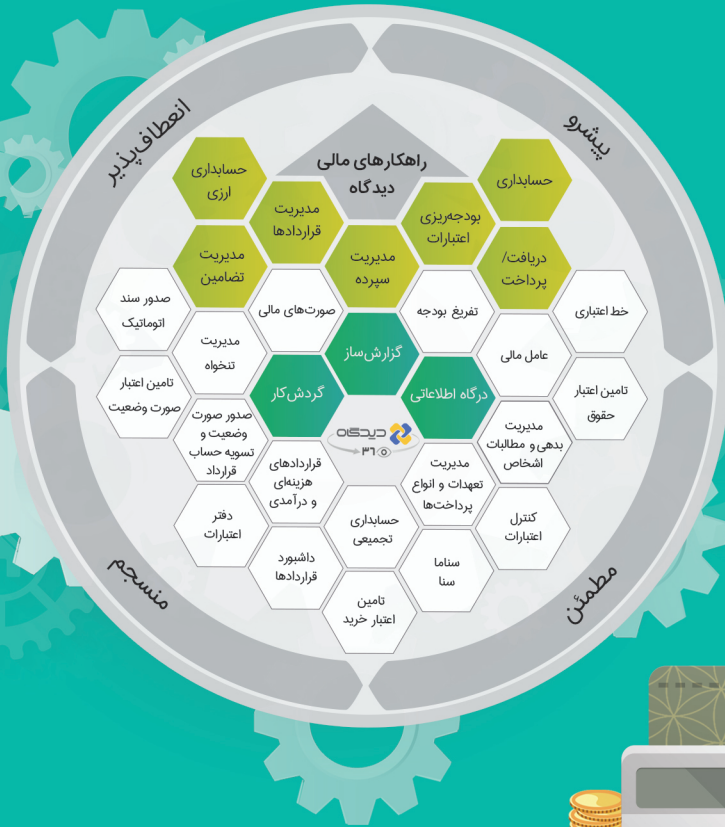 انعطاف‌پذیر
پیشرو
راهکارهای مالی
دیدگاه
حسابداری
حسابداری
ارزی
بودجه‌ریزی
اعتبارات
مدیریت
قراردادها
دریافت/
پرداخت
مدیریت
سپرده
مدیریت
تضامین
خط اعتباری
تفریغ بودجه
صورت‌های مالی
صدور سند
اتوماتیک
عامل مالی
گزارش‌ساز
مدیریت
تنخواه
تامین اعتبار
حقوق
درگاه اطلاعاتی
گردش‌کار
تامین اعتبار
صورت وضعیت
مدیریت
بدهی و مطالبات
اشخاص
دیدگاه
۳۶۰
صدور صورت
وضعیت و
تسویه حساب
قرارداد
مدیریت
تعهدات و انواع
پرداخت‌ها
قراردادهای
هزینه‌ای
و درآمدی
کنترل
اعتبارات
حسابداری
تجمیعی
دفتر
اعتبارات
سناما
سنا
داشبورد
قراردادها
تامین
اعتبار خرید
مطمئن
منسجم